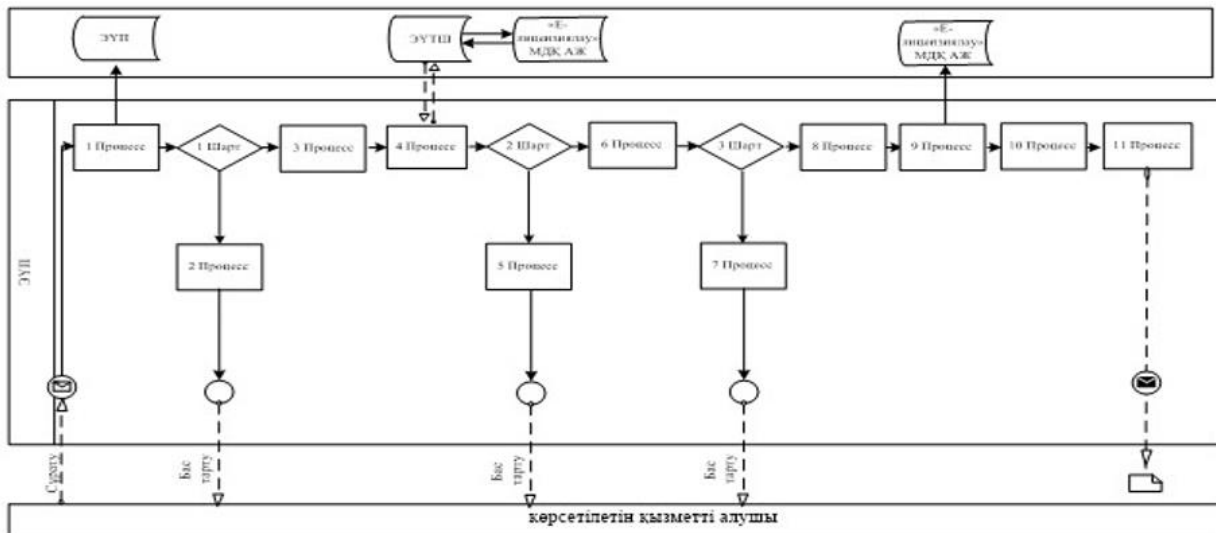 ЭҮП
ЭҮТШ
«Е-
лицензиялау»
МДҚ АЖ
«Е-
лицензиялау»
МДҚ АЖ
ЭҮП
1 Процесс
1 Шарт
3 Процесс
4 Процесс
2 Шарт
6 Процесс
3 Шарт
8 Процесс
9 Процесс
10 Процесс
11 Процесс
2 Процесс
5 Процесс
7 Процесс
Сұрату
Бас
тарту
Бас
тарту
Бас
тарту
көрсетілетін қызметті алушы